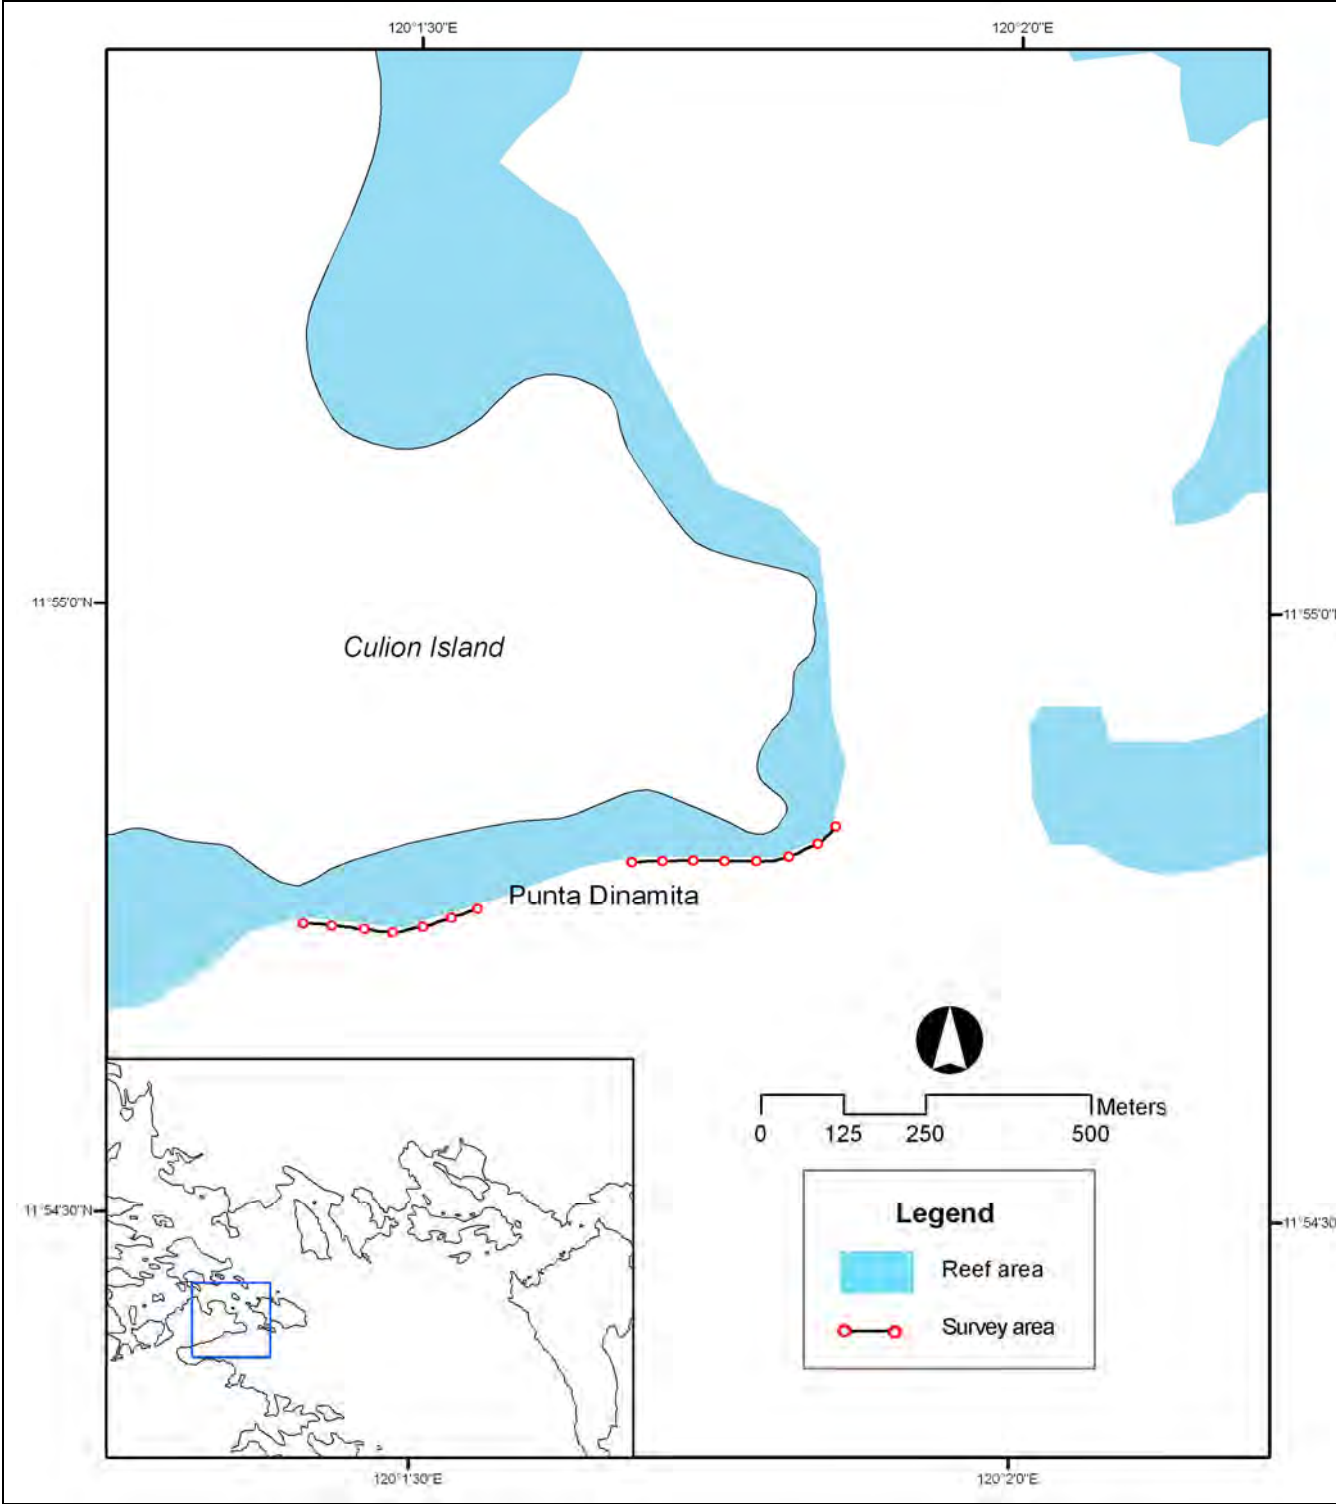 120°1'30"E 120°2'0"E
11°55'0"N
11°55'0"N
Culion Island
Punta Dinamita
Meters
0 125 250 500
11°54'30"N
11°54'30
Legend
Reef area
Survey area
120°1'30"E 120°2'0"E